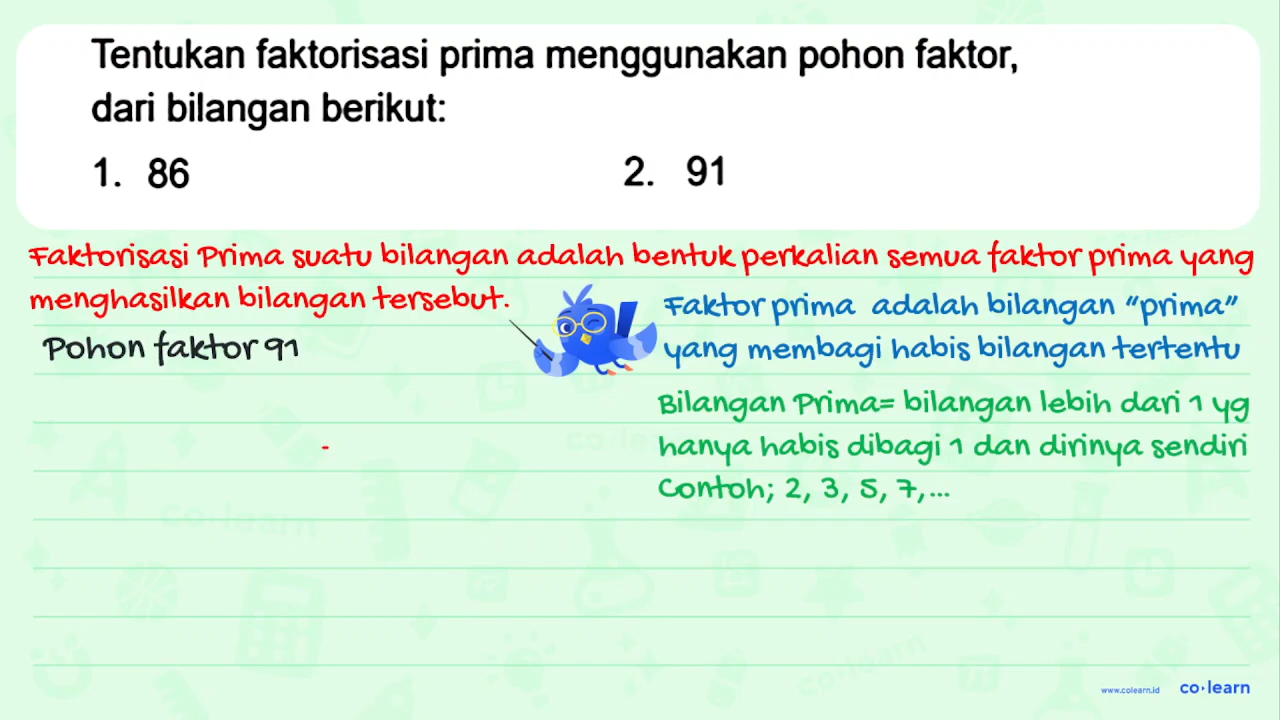 Tentukan faktorisasi prima menggunakan pohon faktor,
dari bilangan berikut:
1. 86 2. 91
Faktorisasi Prima suatu bilangan adalah bentuk perkalian semua faktor prima yang
menghasilkan bilangan tersebut.
Faktor prima adalah bilangan "prima"
Pohon faktor 91
yang membagi habis bilangan tertentu
Bilangan Prima= bilangan lebih dari 1 yg
hanya habis dibagi 1 dan dirinya sendiri
Contoh; 2, 3, 5, 7,...
www.colearn.id co·learn